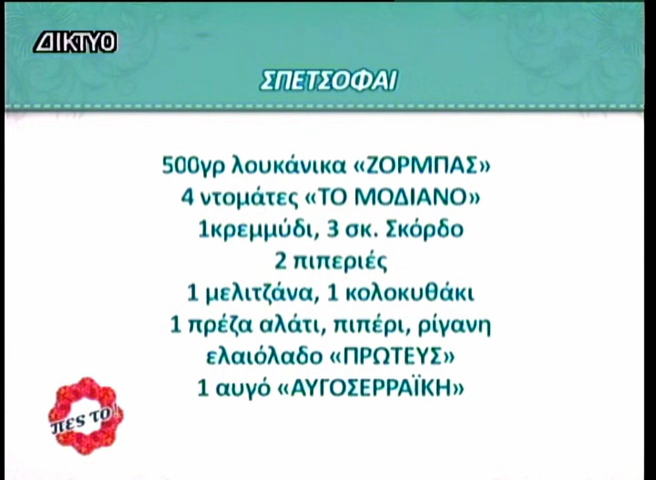 ΔΙΚΤΥΟ
ΣΠΕΤΣΟΦΑΙ
500γρ λουκάνικα «ΖΟΡΜΠΑΣ»
4 ντομάτες «ΤΟ ΜΟΔΙΑΝΟ»
1κρεμμύδι, 3 σκ. Σκόρδο
2 πιπεριές
1 μελιτζάνα, 1 κολοκυθάκι
1 πρέζα αλάτι, πιπέρι, ρίγανη
ελαιόλαδο «ΠΡΩΤΕΥΣ»
1 αυγό «ΑΥΓΟΣΕΡΡΑΪΚΗ»
πες το!